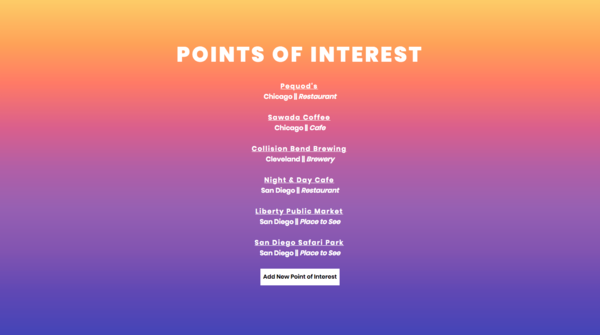 POINTS OF INTEREST
Pequod's
Chicago || Restaurant
Sawada Coffee
Chicago || Cafe
Collision Bend Brewing
Cleveland || Brewery
Night & Day Cafe
San Diego || Restaurant
Liberty Public Market
San Diego || Place to See
San Diego Safari Park
San Diego || Place to See
Add New Point of Interest